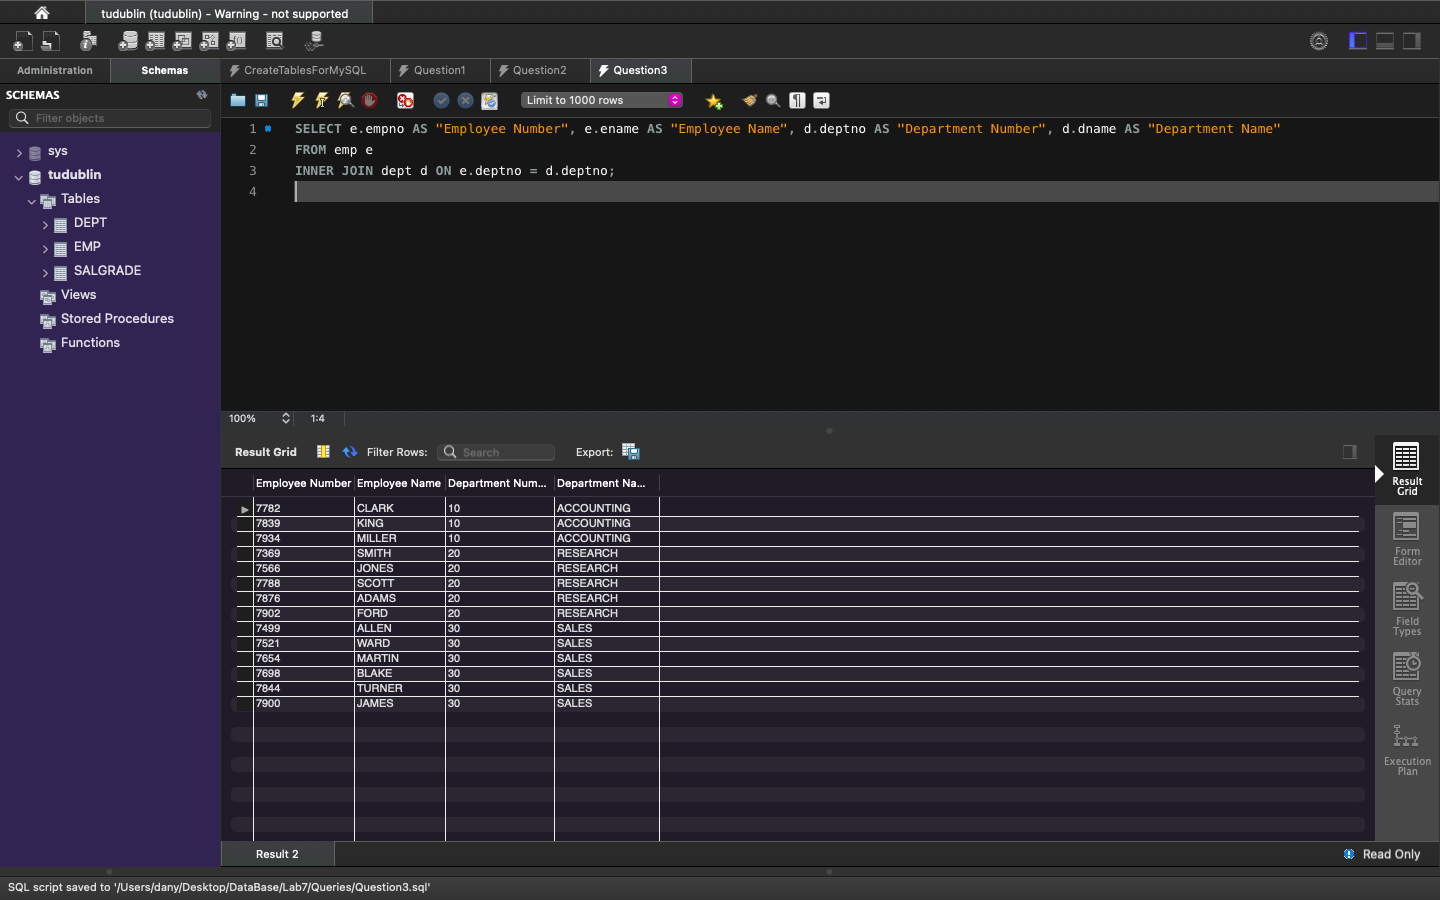 tudublin (tudublin) - Warning - not supported
Administration
Schemas
CreateTablesForMySQL
Question1
Question2
Question3
SCHEMAS
Filter objects
sys
tudublin
Tables
DEPT
EMP
SALGRADE
Views
Stored Procedures
Functions
Limit to 1000 rows
1 SELECT e.empno AS "Employee Number", e.ename AS "Employee Name", d.deptno AS "Department Number", d.dname AS "Department Name"
2 FROM emp e
3 INNER JOIN dept d ON e.deptno = d.deptno;
4
100% 1:4
Result Grid Filter Rows: Search Export:
Employee Number Employee Name Department Num... Department Na...
7782 CLARK 10 ACCOUNTING
7839 KING 10 ACCOUNTING
7934 MILLER 10 ACCOUNTING
7369 SMITH 20 RESEARCH
7566 JONES 20 RESEARCH
7788 SCOTT 20 RESEARCH
7876 ADAMS 20 RESEARCH
7902 FORD 20 RESEARCH
7499 ALLEN 30 SALES
7521 WARD 30 SALES
7654 MARTIN 30 SALES
7698 BLAKE 30 SALES
7844 TURNER 30 SALES
7900 JAMES 30 SALES
Result
Grid
Form
Editor
Field
Types
Query
Stats
Execution
Plan
Result 2
Read Only
SQL script saved to '/Users/dany/Desktop/DataBase/Lab7/Queries/Question3.sql'